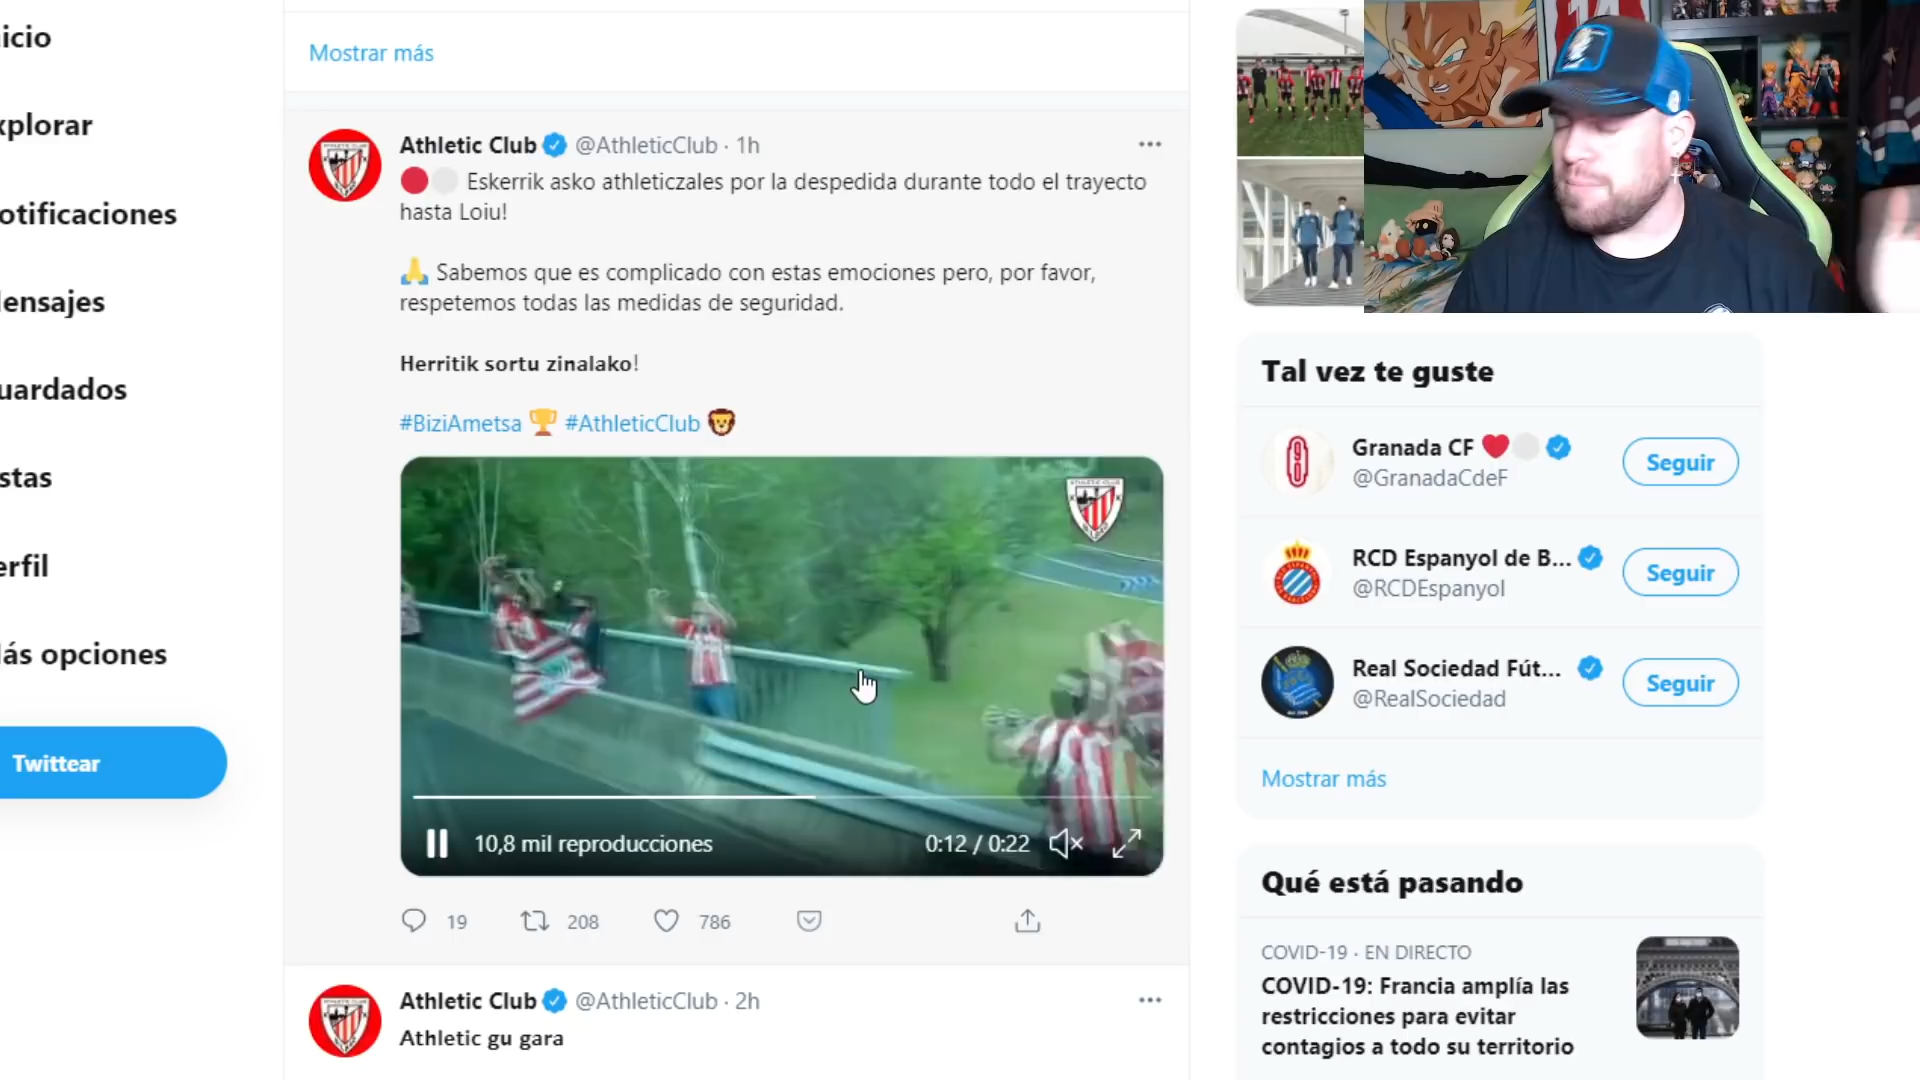 icio
xplorar
otificaciones
ensajes
uardados
stas
erfil
ás opciones
Twittear
Mostrar más
Athletic Club @AthleticClub · 1h
Eskerrik asko athleticzales por la despedida durante todo el trayecto
hasta Loiu!
Sabemos que es complicado con estas emociones pero, por favor,
respetemos todas las medidas de seguridad.
Herritik sortu zinalako!
#BiziAmetsa #AthleticClub
10,8 mil reproducciones
0:12 / 0:22
19
208
786
Athletic Club @AthleticClub · 2h
Athletic gu gara
Tal vez te guste
Granada CF
@GranadaCdeF
Seguir
RCD Espanyol de B...
@RCDEspanyol
Seguir
Real Sociedad Fút...
@RealSociedad
Seguir
Mostrar más
Qué está pasando
COVID-19 · EN DIRECTO
COVID-19: Francia amplía las
restricciones para evitar
contagios a todo su territorio